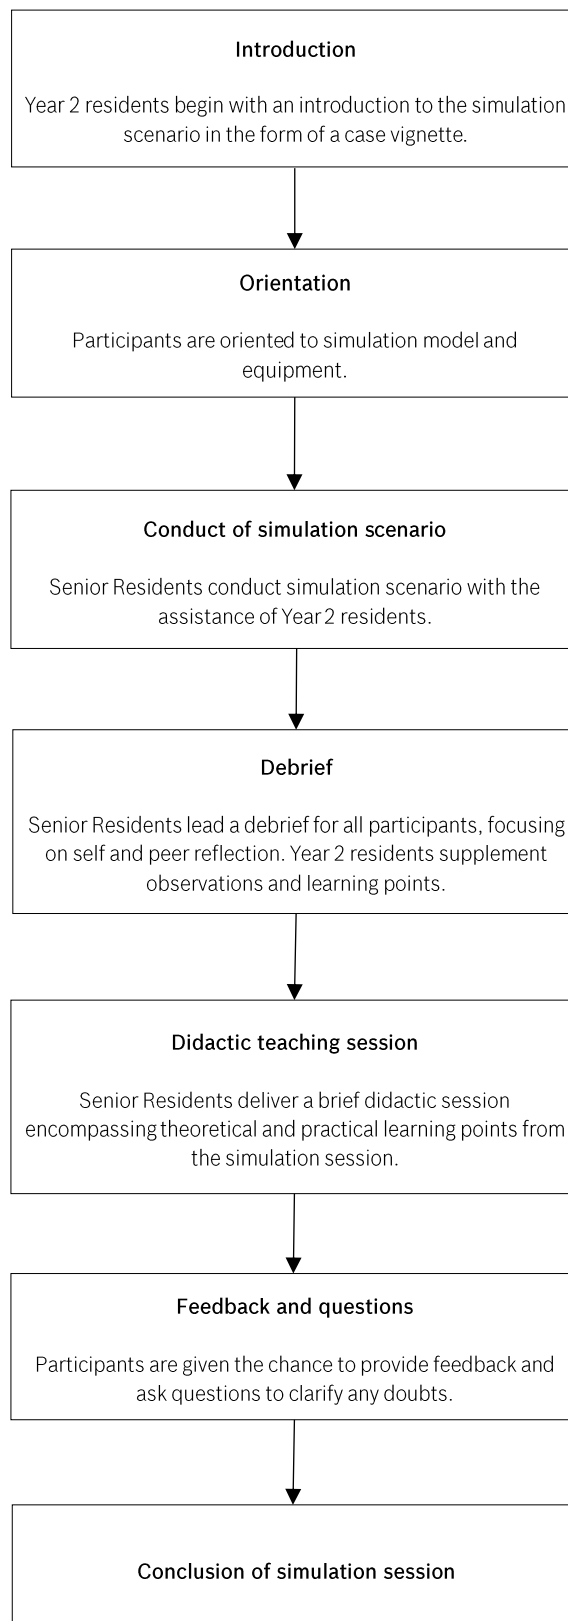 Introduction
Year 2 residents begin with an introduction to the simulation
scenario in the form of a case vignette.
Orientation
Participants are oriented to simulation model and
equipment.
Conduct of simulation scenario
Senior Residents conduct simulation scenario with the
assistance of Year 2 residents.
Debrief
Senior Residents lead a debrief for all participants, focusing
on self and peer reflection. Year 2 residents supplement
observations and learning points.
Didactic teaching session
Senior Residents deliver a brief didactic session
encompassing theoretical and practical learning points from
the simulation session.
Feedback and questions
Participants are given the chance to provide feedback and
ask questions to clarify any doubts.
Conclusion of simulation session